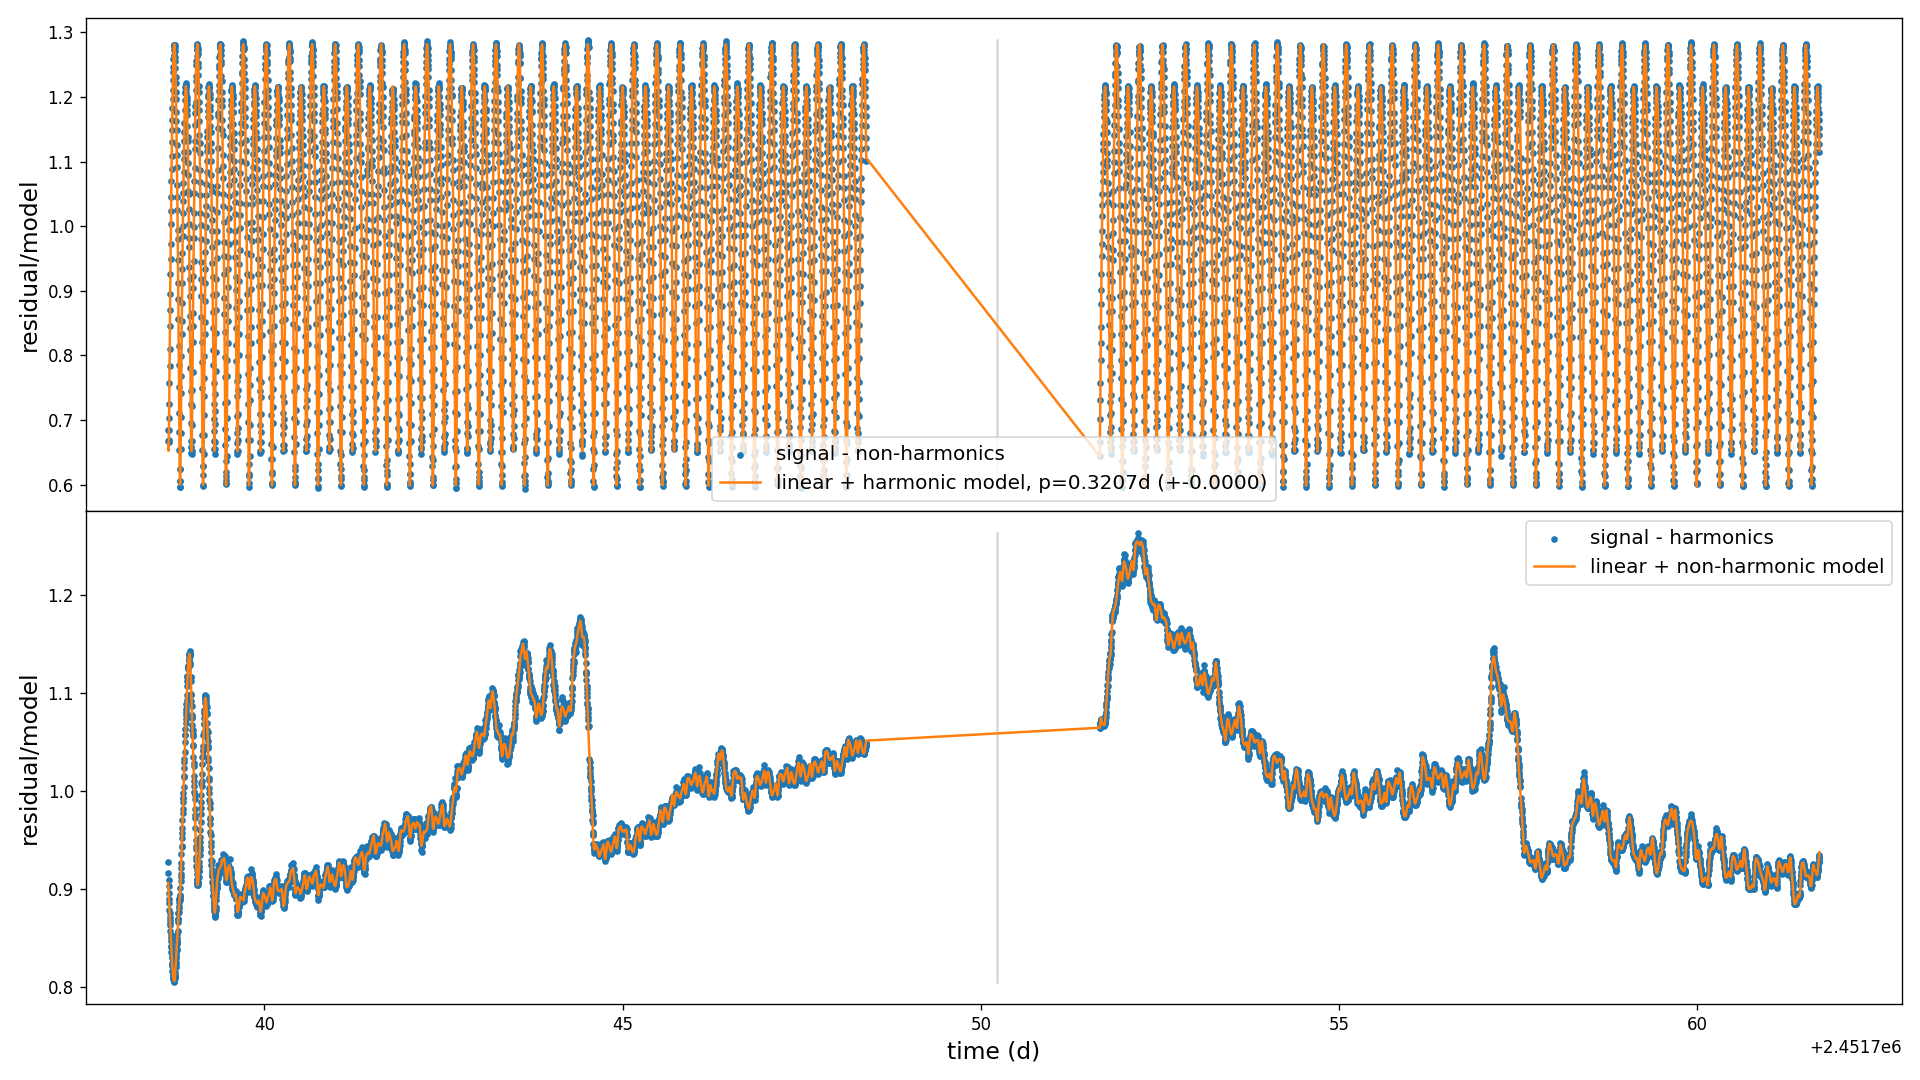 1.3
1.2
1.1
1.0
0.9
0.8
0.7
0.6
residual/model
signal - non-harmonics
linear + harmonic model, p=0.3207d (+-0.0000)
1.2
1.1
1.0
0.9
0.8
residual/model
signal - harmonics
linear + non-harmonic model
40
45
50
55
60
time (d)
+2.4517e6